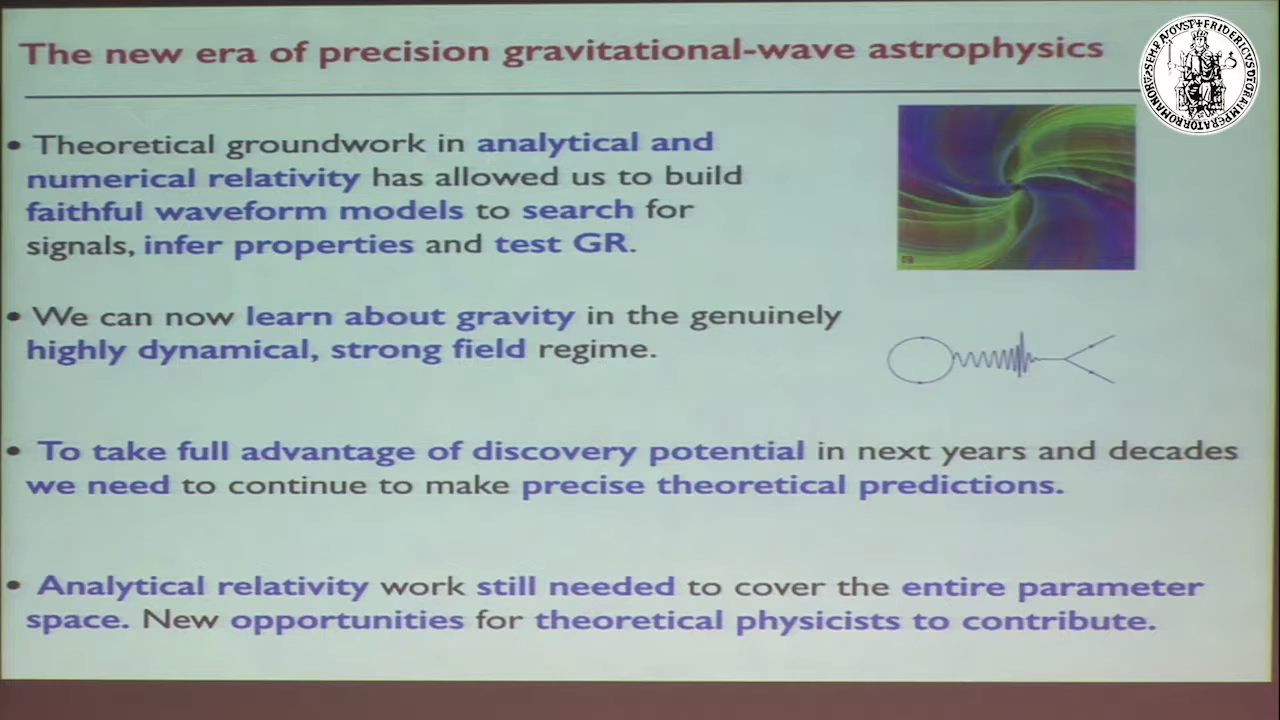 The new era of precision gravitational-wave astrophysics
• Theoretical groundwork in analytical and
numerical relativity has allowed us to build
faithful waveform models to search for
signals, infer properties and test GR.
• We can now learn about gravity in the genuinely
highly dynamical, strong field regime.
• To take full advantage of discovery potential in next years and decades
we need to continue to make precise theoretical predictions.
• Analytical relativity work still needed to cover the entire parameter
space. New opportunities for theoretical physicists to contribute.